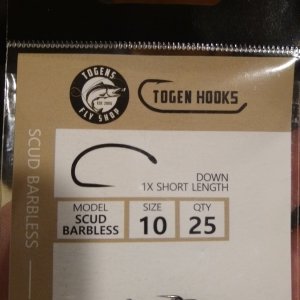 TOGENS
FLY SHOP
TOGEN HOOKS
SCUD BARBLESS
DOWN
1X SHORT LENGTH
MODEL
SCUD
BARBLESS
SIZE
10
QTY
25